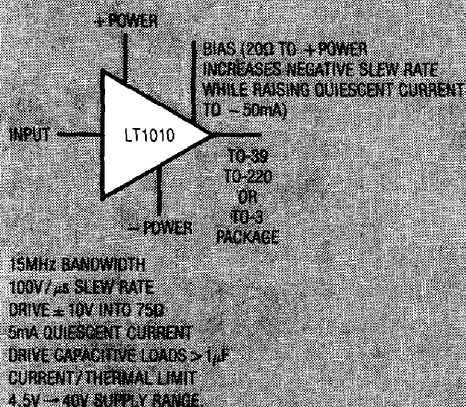 +POWER
BIAS (20Ω TO +POWER
INCREASES NEGATIVE SLEW RATE
WHILE RAISING QUIESCENT CURRENT
TO ~50mA)
INPUT
LT1010
TO-39
TO-220
OR
TO-3
PACKAGE
−POWER
15MHz BANDWIDTH
100V/μs SLEW RATE
DRIVE ± 10V INTO 75Ω
5mA QUIESCENT CURRENT
DRIVE CAPACITIVE LOADS > 1μF
CURRENT/THERMAL LIMIT
4.5V → 40V SUPPLY RANGE.